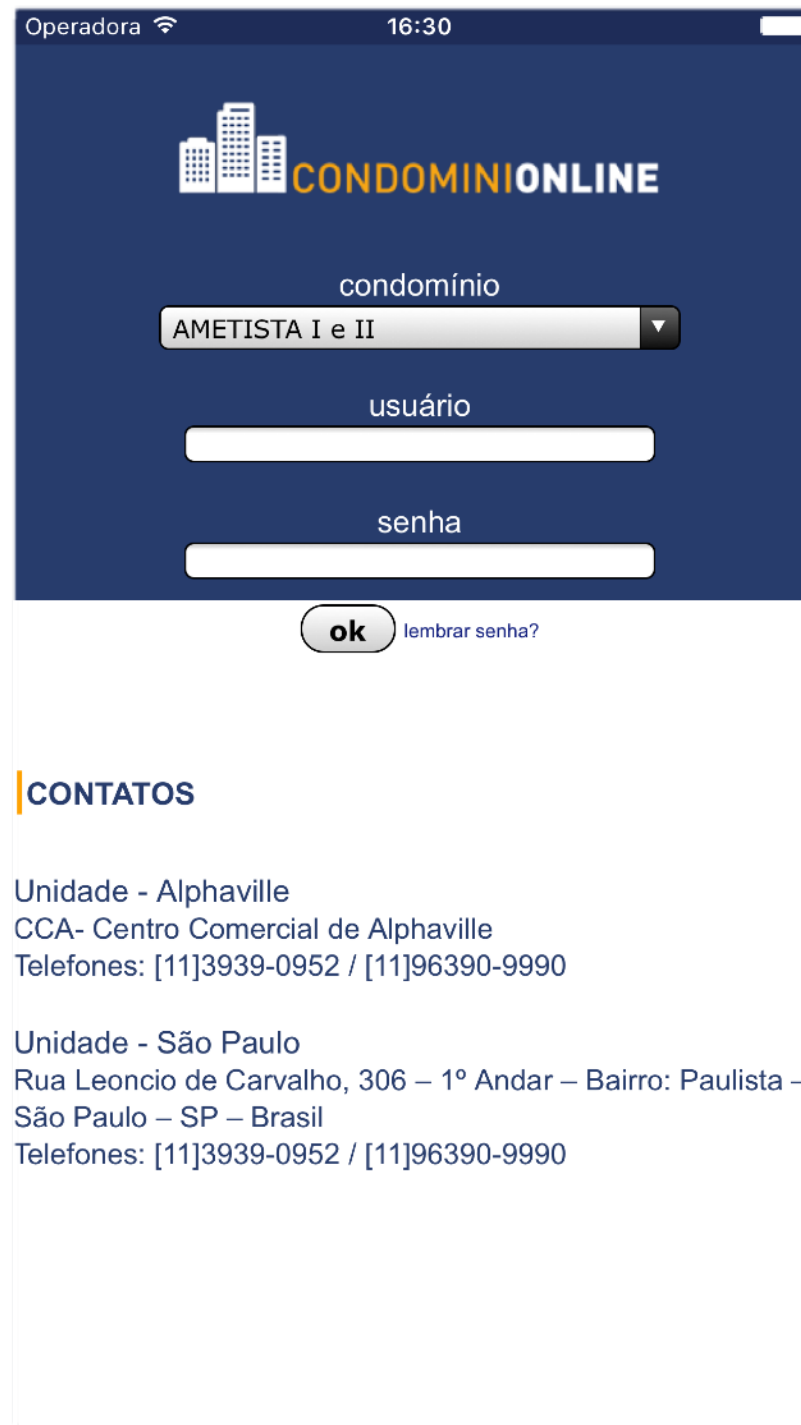 Operadora 16:30
CONDOMINIONLINE
condomínio
AMETISTA I e II
usuário
senha
ok lembrar senha?
CONTATOS
Unidade - Alphaville
CCA- Centro Comercial de Alphaville
Telefones: [11]3939-0952 / [11]96390-9990
Unidade - São Paulo
Rua Leoncio de Carvalho, 306 – 1º Andar – Bairro: Paulista –
São Paulo – SP – Brasil
Telefones: [11]3939-0952 / [11]96390-9990